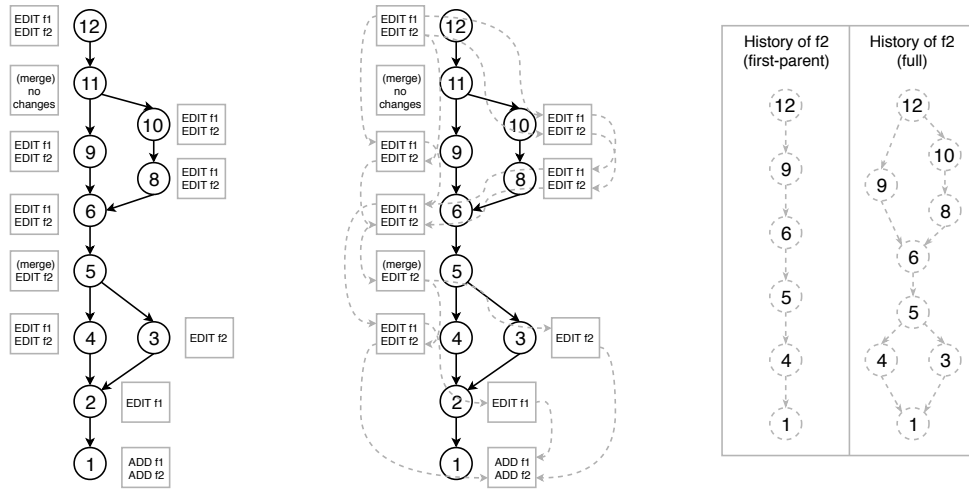 EDIT f1
EDIT f2
12
(merge)
no
changes
11
10
EDIT f1
EDIT f2
EDIT f1
EDIT f2
9
8
EDIT f1
EDIT f2
EDIT f1
EDIT f2
6
(merge)
EDIT f2
5
EDIT f1
EDIT f2
4
3
EDIT f2
2
EDIT f1
1
ADD f1
ADD f2
EDIT f1
EDIT f2
12
(merge)
no
changes
11
10
EDIT f1
EDIT f2
EDIT f1
EDIT f2
9
8
EDIT f1
EDIT f2
EDIT f1
EDIT f2
6
(merge)
EDIT f2
5
EDIT f1
EDIT f2
4
3
EDIT f2
2
EDIT f1
1
ADD f1
ADD f2
History of f2
(first-parent)
12
9
6
5
4
1
History of f2
(full)
12
10
9
8
6
5
4
3
1